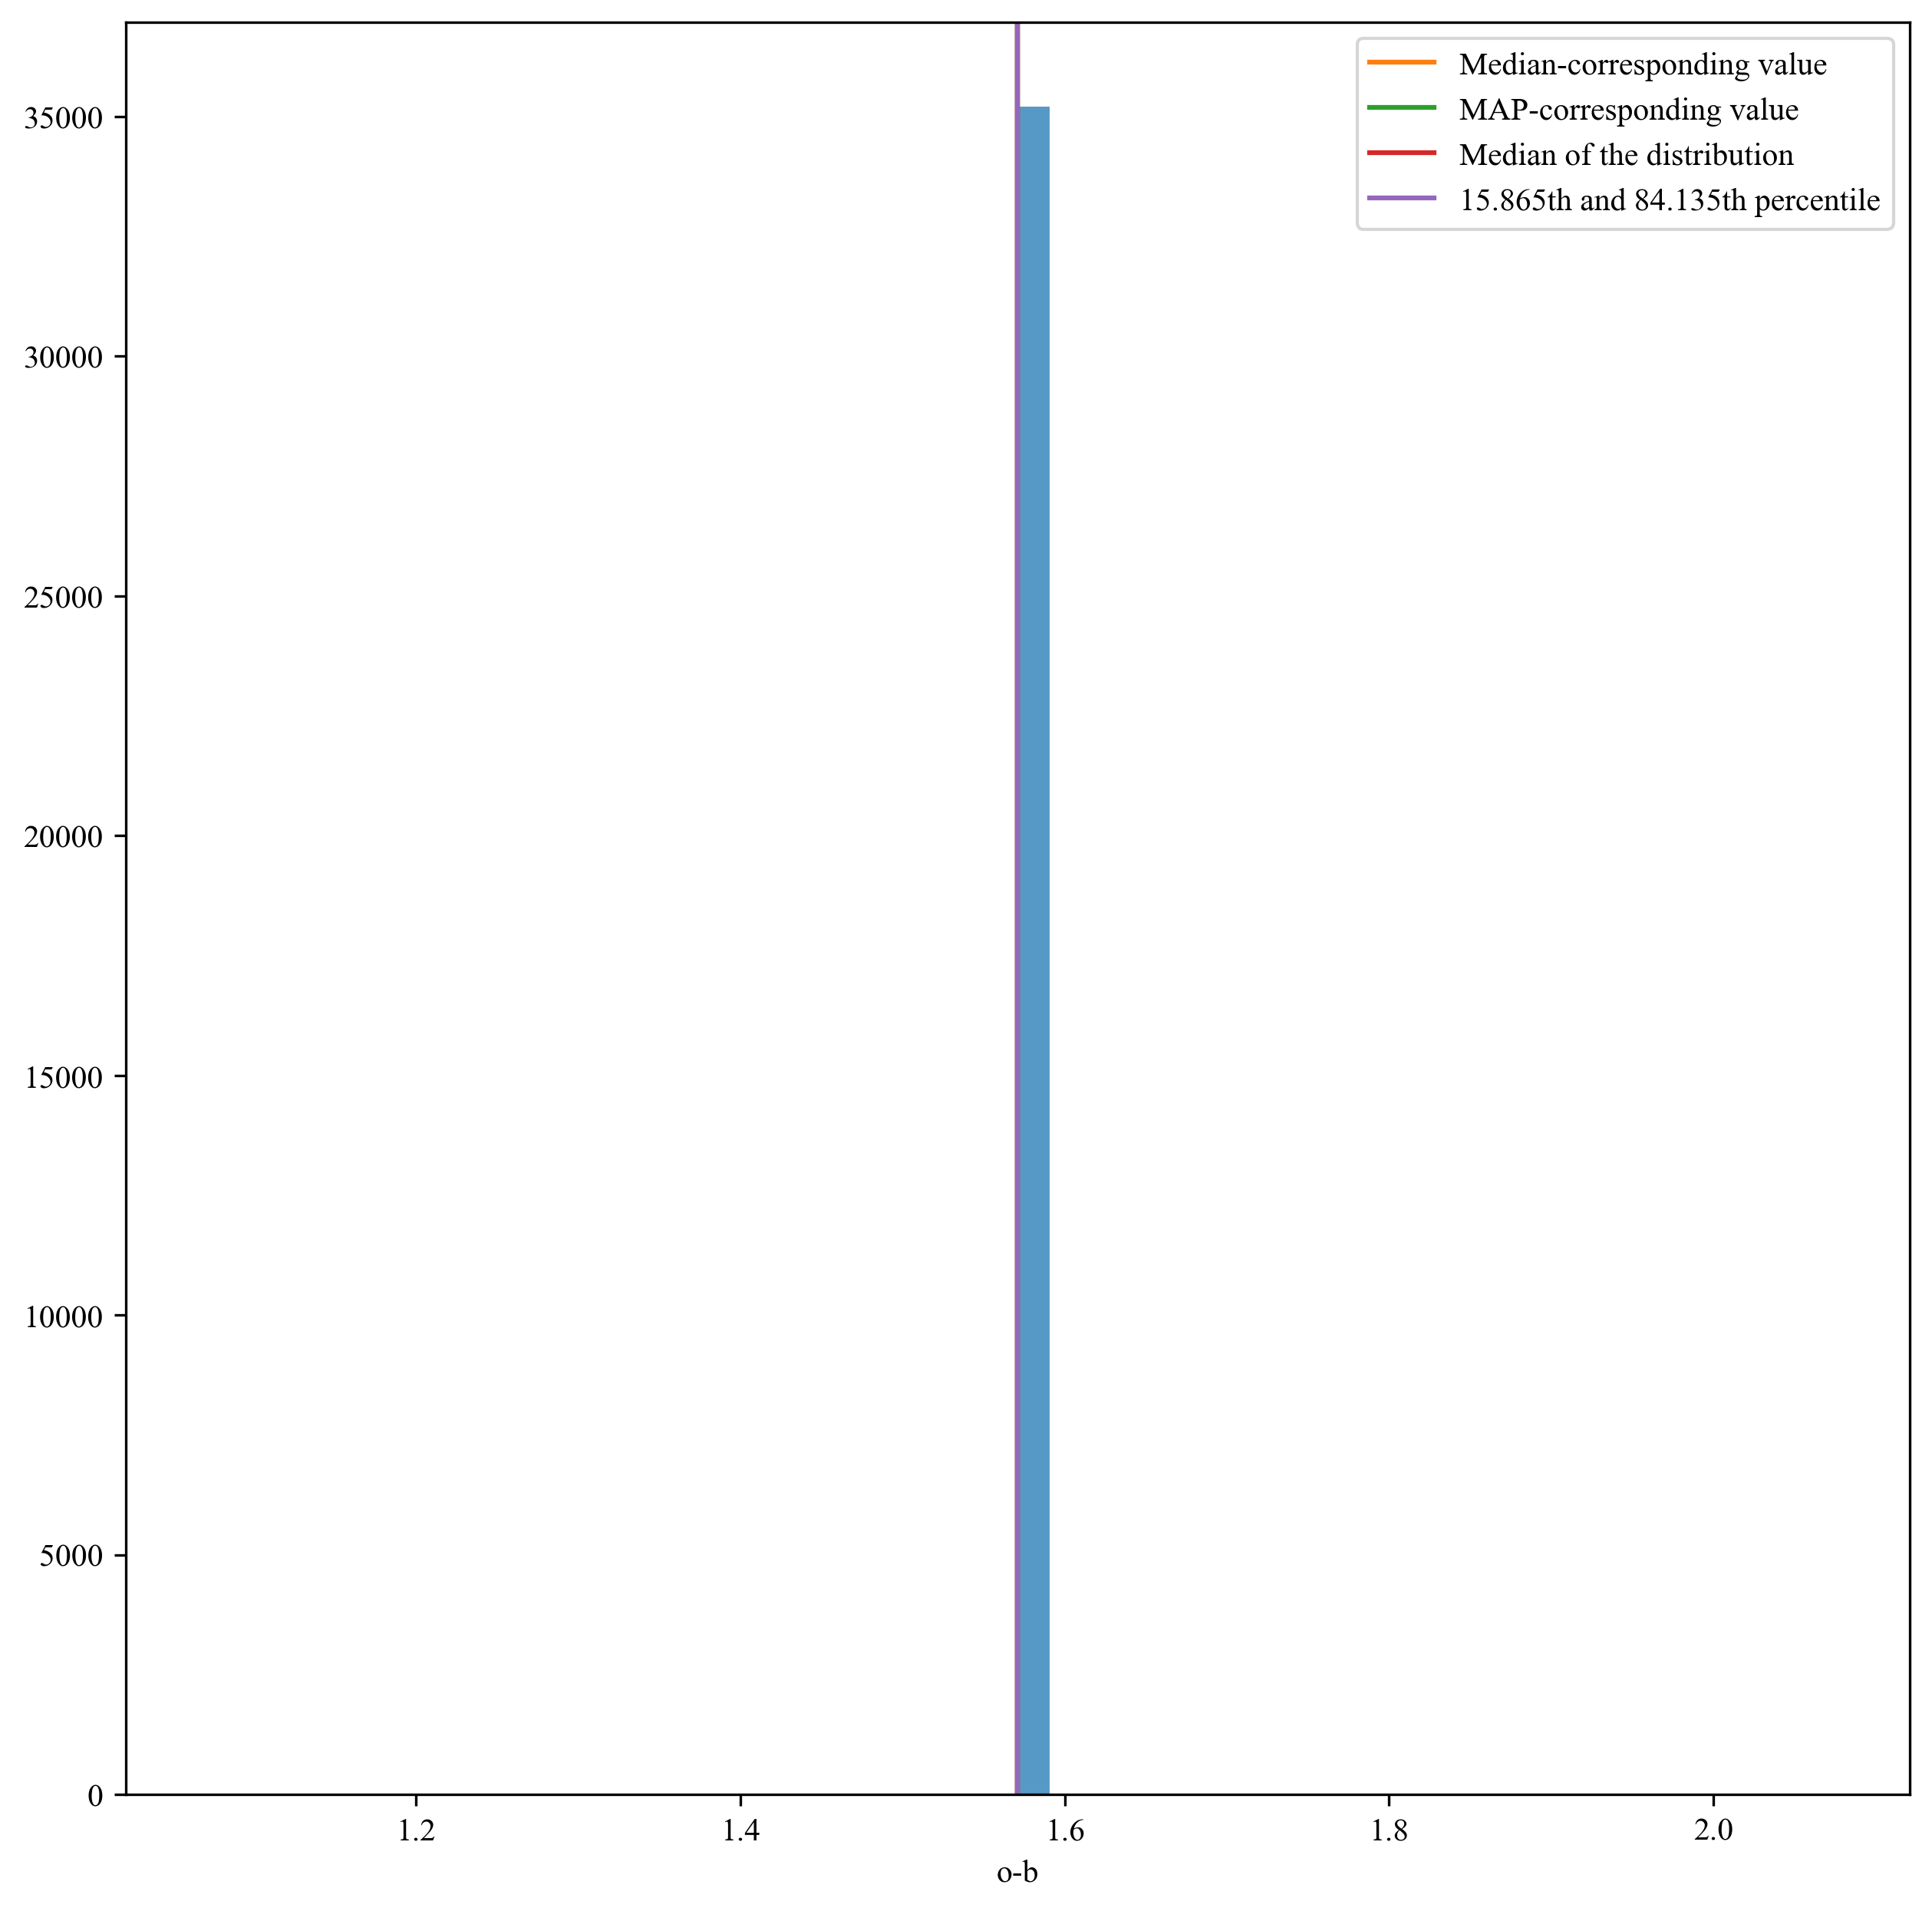 Median-corresponding value
MAP-corresponding value
Median of the distribution
15.865th and 84.135th percentile
35000
30000
25000
20000
15000
10000
5000
0
1.2 1.4 1.6 1.8 2.0
o-b